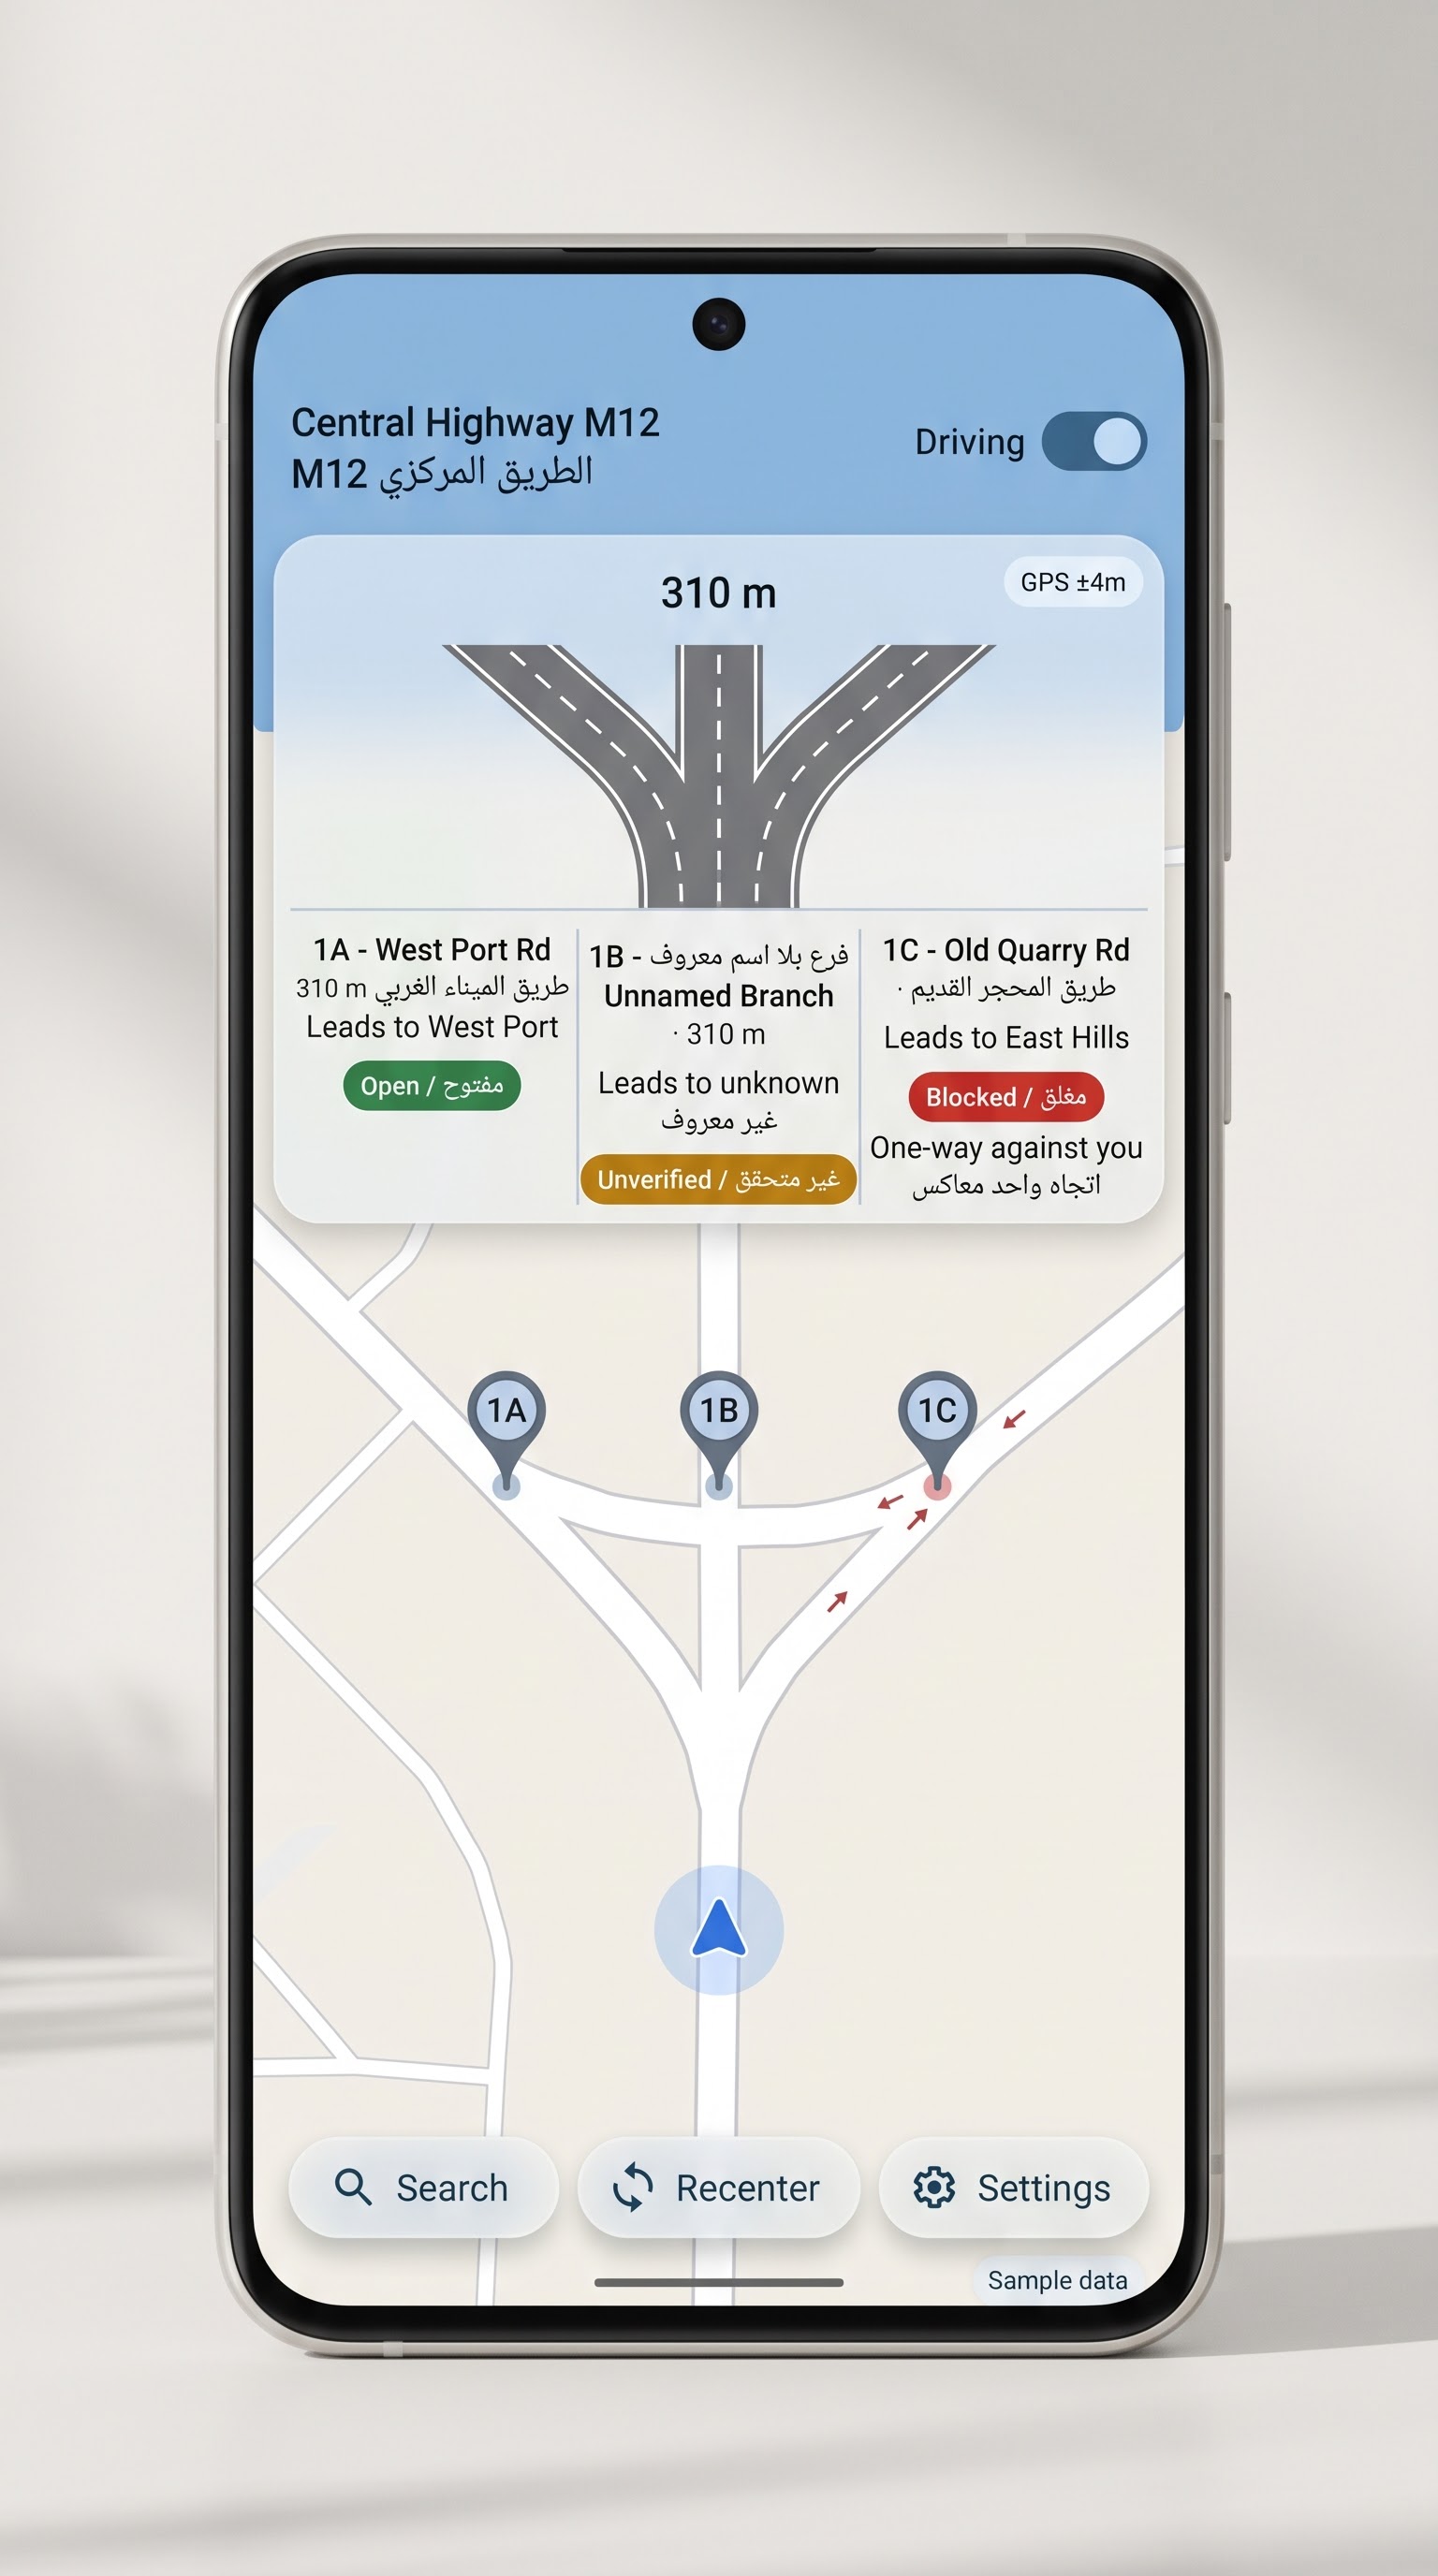 Central Highway M12
الطريق المركزي M12
Driving
310 m
GPS ±4m
1A - West Port Rd
طريق الميناء الغربي 310 m
Leads to West Port
Open / مفتوح
1B - فرع بلا اسم معروف
Unnamed Branch
· 310 m
Leads to unknown
غير معروف
Unverified / غير متحقق
1C - Old Quarry Rd
طريق المحجر القديم ·
Leads to East Hills
Blocked / مغلق
One-way against you
اتجاه واحد معاكس
1A
1B
1C
Search
Recenter
Settings
Sample data